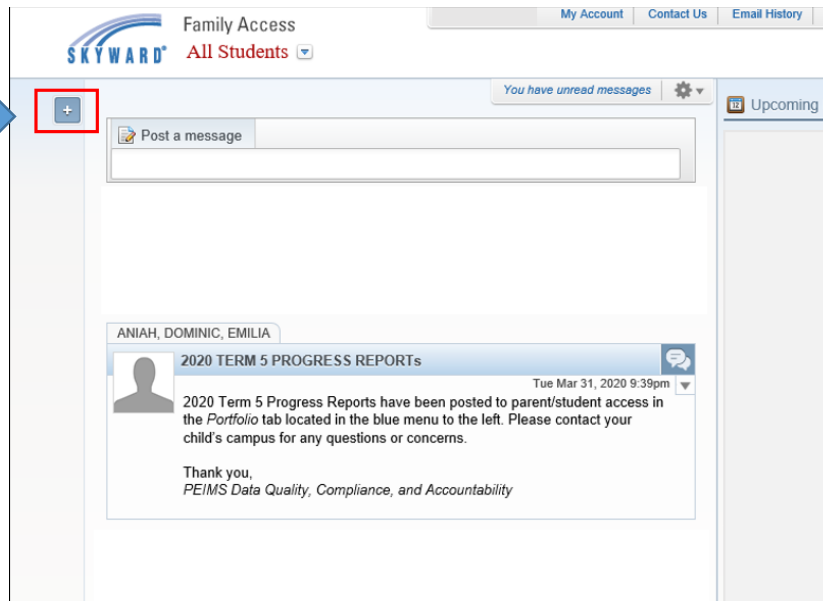 Family Access
My Account Contact Us Email History
SKYWARD®
All Students
You have unread messages
Upcoming
Post a message
ANIAH, DOMINIC, EMILIA
2020 TERM 5 PROGRESS REPORTs
Tue Mar 31, 2020 9:39pm
2020 Term 5 Progress Reports have been posted to parent/student access in
the Portfolio tab located in the blue menu to the left. Please contact your
child's campus for any questions or concerns.
Thank you,
PEIMS Data Quality, Compliance, and Accountability